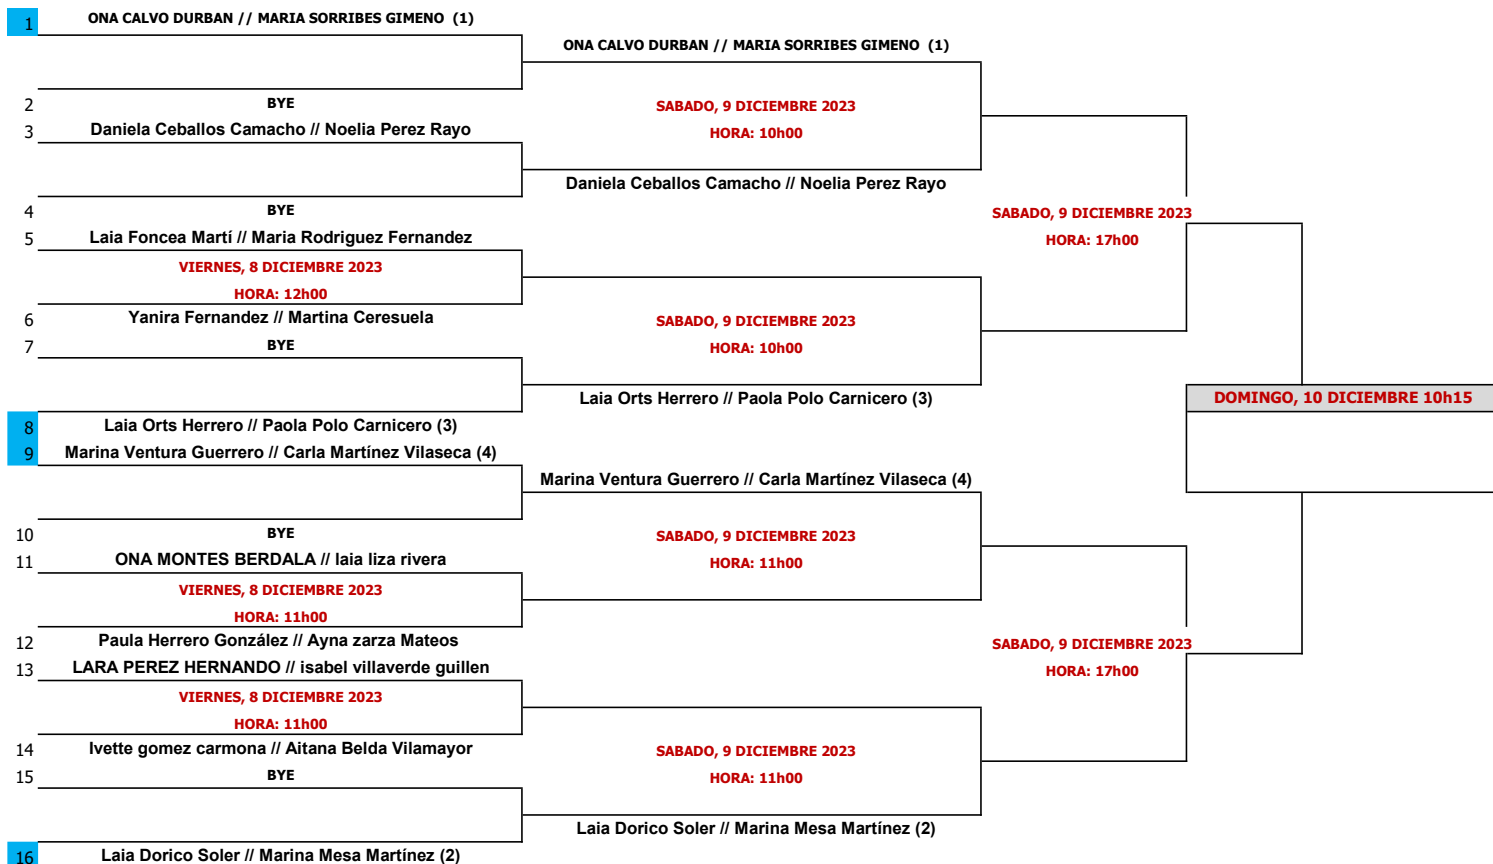 1 ONA CALVO DURBAN // MARIA SORRIBES GIMENO (1)
ONA CALVO DURBAN // MARIA SORRIBES GIMENO (1)
2 BYE
SABADO, 9 DICIEMBRE 2023
3 Daniela Ceballos Camacho // Noelia Perez Rayo
HORA: 10h00
Daniela Ceballos Camacho // Noelia Perez Rayo
4 BYE
SABADO, 9 DICIEMBRE 2023
5 Laia Foncea Martí // Maria Rodriguez Fernandez
HORA: 17h00
VIERNES, 8 DICIEMBRE 2023
HORA: 12h00
6 Yanira Fernandez // Martina Ceresuela
SABADO, 9 DICIEMBRE 2023
7 BYE
HORA: 10h00
Laia Orts Herrero // Paola Polo Carnicero (3)
DOMINGO, 10 DICIEMBRE 10h15
8 Laia Orts Herrero // Paola Polo Carnicero (3)
9 Marina Ventura Guerrero // Carla Martínez Vilaseca (4)
Marina Ventura Guerrero // Carla Martínez Vilaseca (4)
10 BYE
SABADO, 9 DICIEMBRE 2023
11 ONA MONTES BERDALA // laia liza rivera
HORA: 11h00
VIERNES, 8 DICIEMBRE 2023
HORA: 11h00
12 Paula Herrero González // Ayna zarza Mateos
SABADO, 9 DICIEMBRE 2023
13 LARA PEREZ HERNANDO // isabel villaverde guillen
HORA: 17h00
VIERNES, 8 DICIEMBRE 2023
HORA: 11h00
14 Ivette gomez carmona // Aitana Belda Vilamayor
SABADO, 9 DICIEMBRE 2023
15 BYE
HORA: 11h00
Laia Dorico Soler // Marina Mesa Martínez (2)
16 Laia Dorico Soler // Marina Mesa Martínez (2)